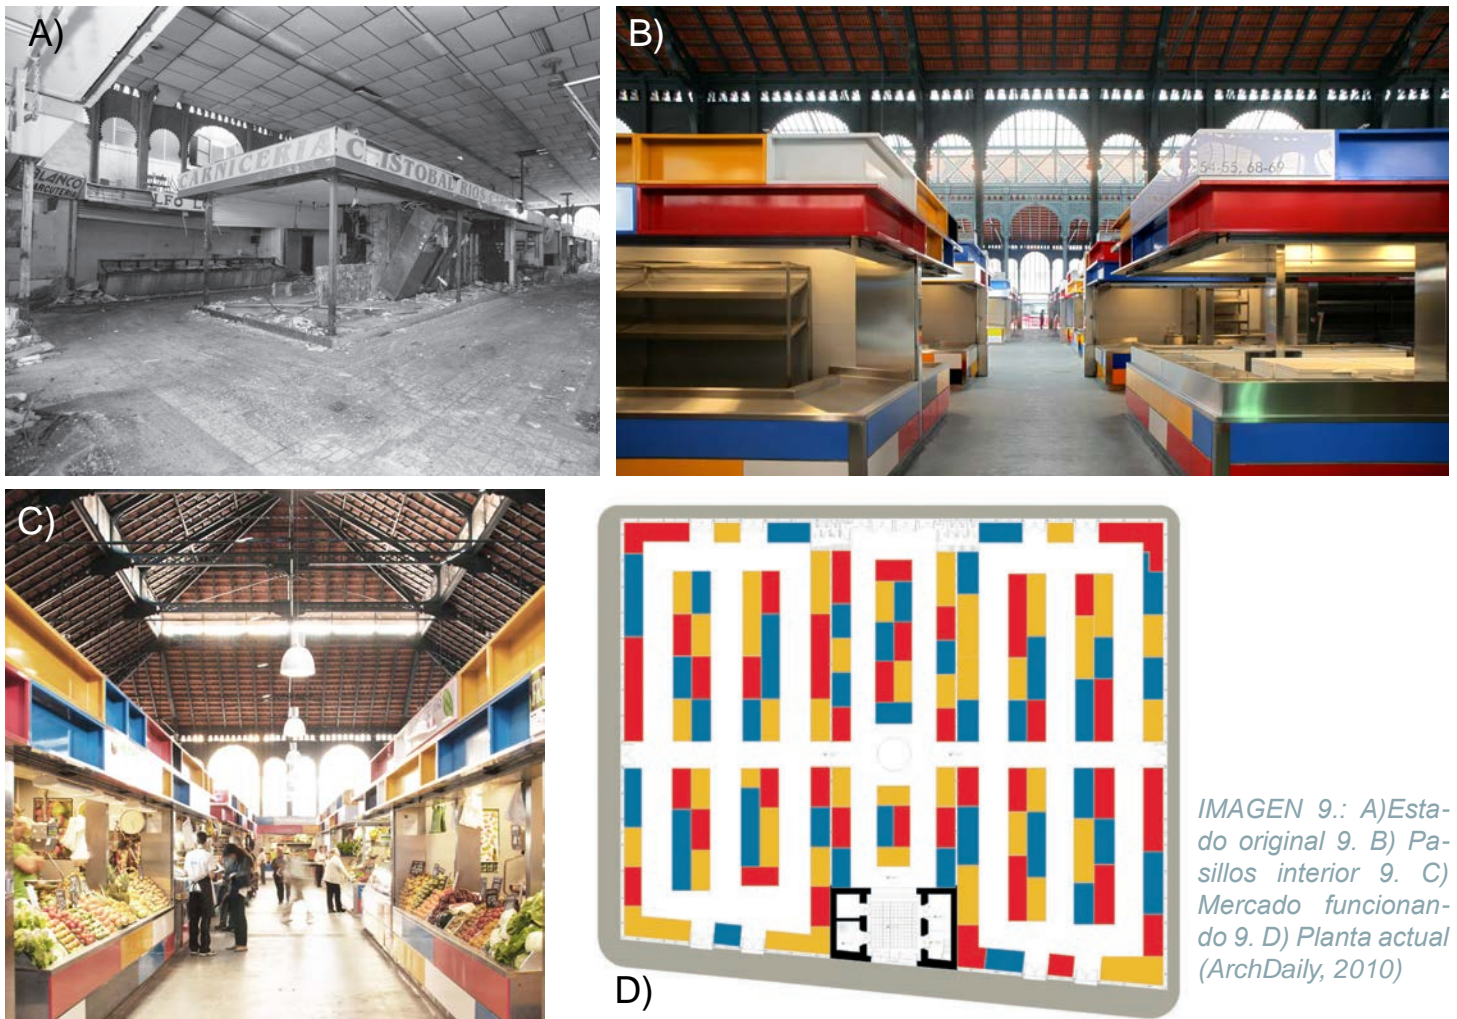 A)
BLANCO
CARNICERIA C ISTOBAL RIOS
B)
54-55, 68-69
C)
D)
IMAGEN 9.: A)Esta-
do original 9. B) Pa-
sillos interior 9. C)
Mercado funcionan-
do 9. D) Planta actual
(ArchDaily, 2010)